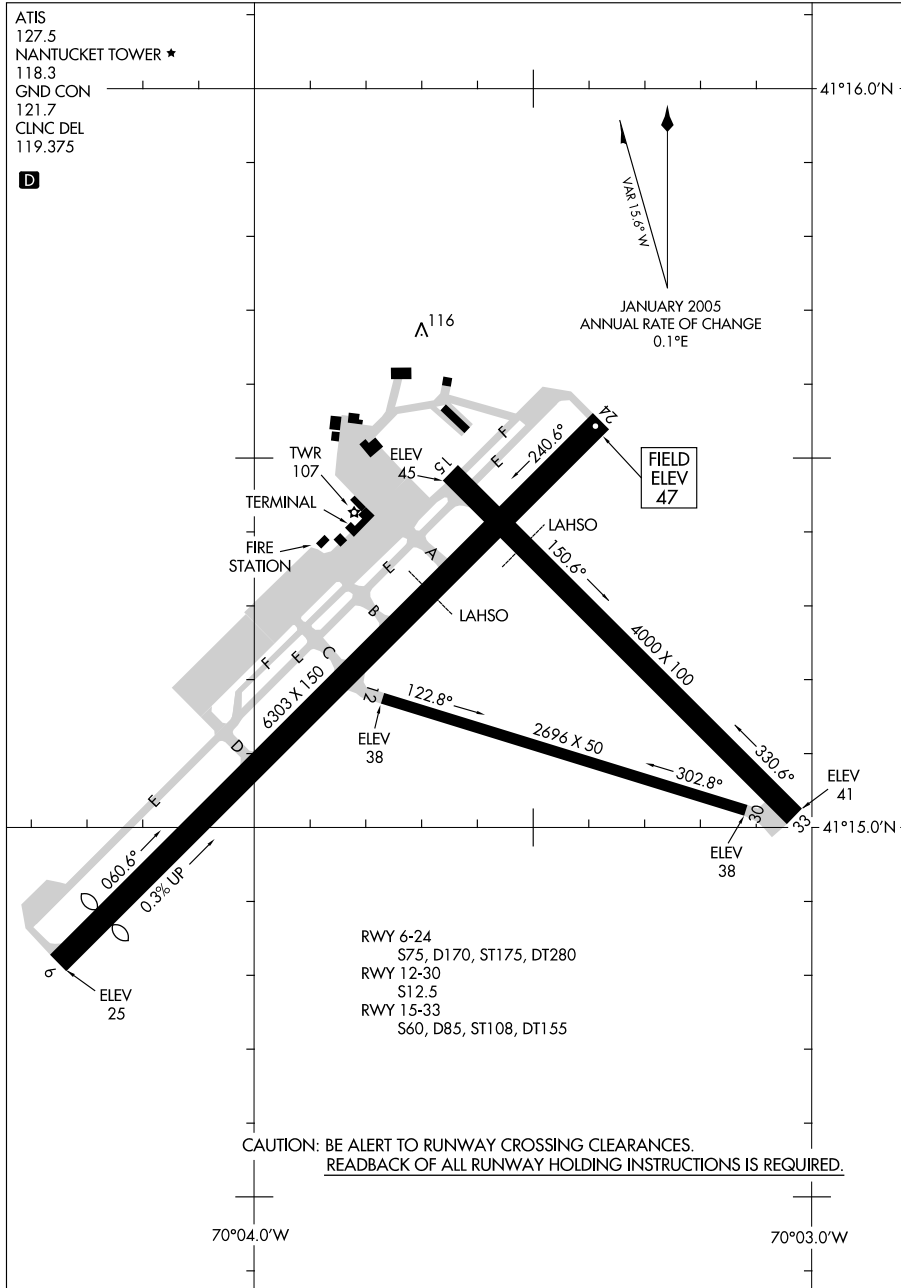 ATIS
127.5
NANTUCKET TOWER
118.3
GND CON
121.7
CLNC DEL
119.375
D
41°16.0'N
VAR 15.6° W
JANUARY 2005
ANNUAL RATE OF CHANGE
0.1°E
116
24
FIELD
ELEV
47
240.6°
F
E
TWR
107
ELEV
45
15
TERMINAL
FIRE
STATION
LAHSO
150.6°
A
E
LAHSO
B
4000 X 100
F
E
C
6303 X 150
12
122.8°
2696 X 50
ELEV
38
D
302.8°
330.6°
ELEV
41
E
30
33
41°15.0'N
ELEV
38
060.6°
0.3% UP
6
ELEV
25
RWY 6-24
S75, D170, ST175, DT280
RWY 12-30
S12.5
RWY 15-33
S60, D85, ST108, DT155
CAUTION: BE ALERT TO RUNWAY CROSSING CLEARANCES.
READBACK OF ALL RUNWAY HOLDING INSTRUCTIONS IS REQUIRED.
70°04.0'W
70°03.0'W